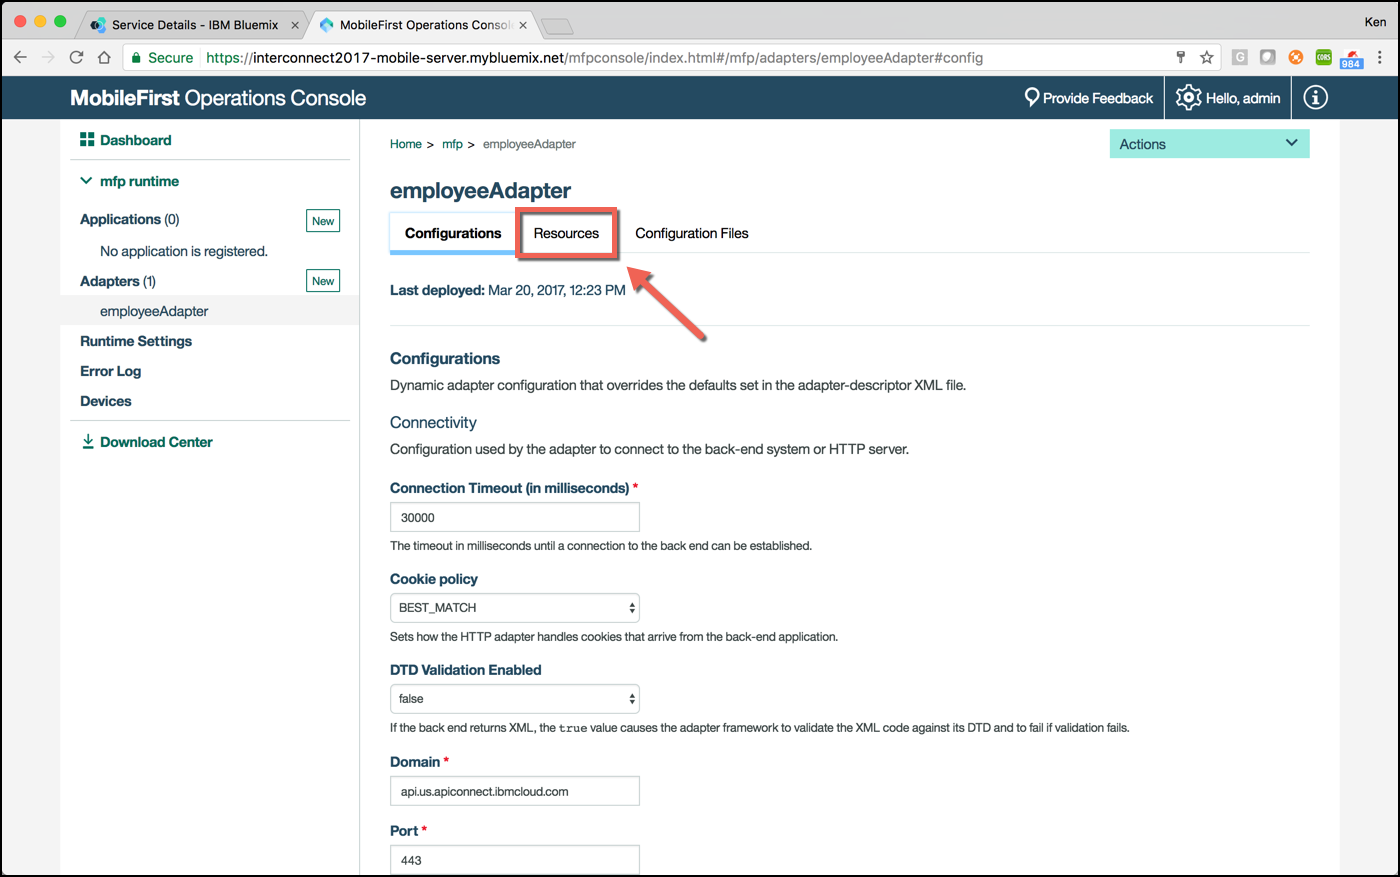 Service Details - IBM Bluemix
MobileFirst Operations Consol
Ken
Secure
https://interconnect2017-mobile-server.mybluemix.net/mfpconsole/index.html#/mfp/adapters/employeeAdapter#config
G
CORS
984
MobileFirst Operations Console
Provide Feedback
Hello, admin
Dashboard
mfp runtime
Applications (0)
New
No application is registered.
Adapters (1)
New
employeeAdapter
Runtime Settings
Error Log
Devices
Download Center
Home > mfp > employeeAdapter
Actions
employeeAdapter
Configurations
Resources
Configuration Files
Last deployed: Mar 20, 2017, 12:23 PM
Configurations
Dynamic adapter configuration that overrides the defaults set in the adapter-descriptor XML file.
Connectivity
Configuration used by the adapter to connect to the back-end system or HTTP server.
Connection Timeout (in milliseconds) *
30000
The timeout in milliseconds until a connection to the back end can be established.
Cookie policy
BEST_MATCH
Sets how the HTTP adapter handles cookies that arrive from the back-end application.
DTD Validation Enabled
false
If the back end returns XML, the true value causes the adapter framework to validate the XML code against its DTD and to fail if validation fails.
Domain *
api.us.apiconnect.ibmcloud.com
Port *
443